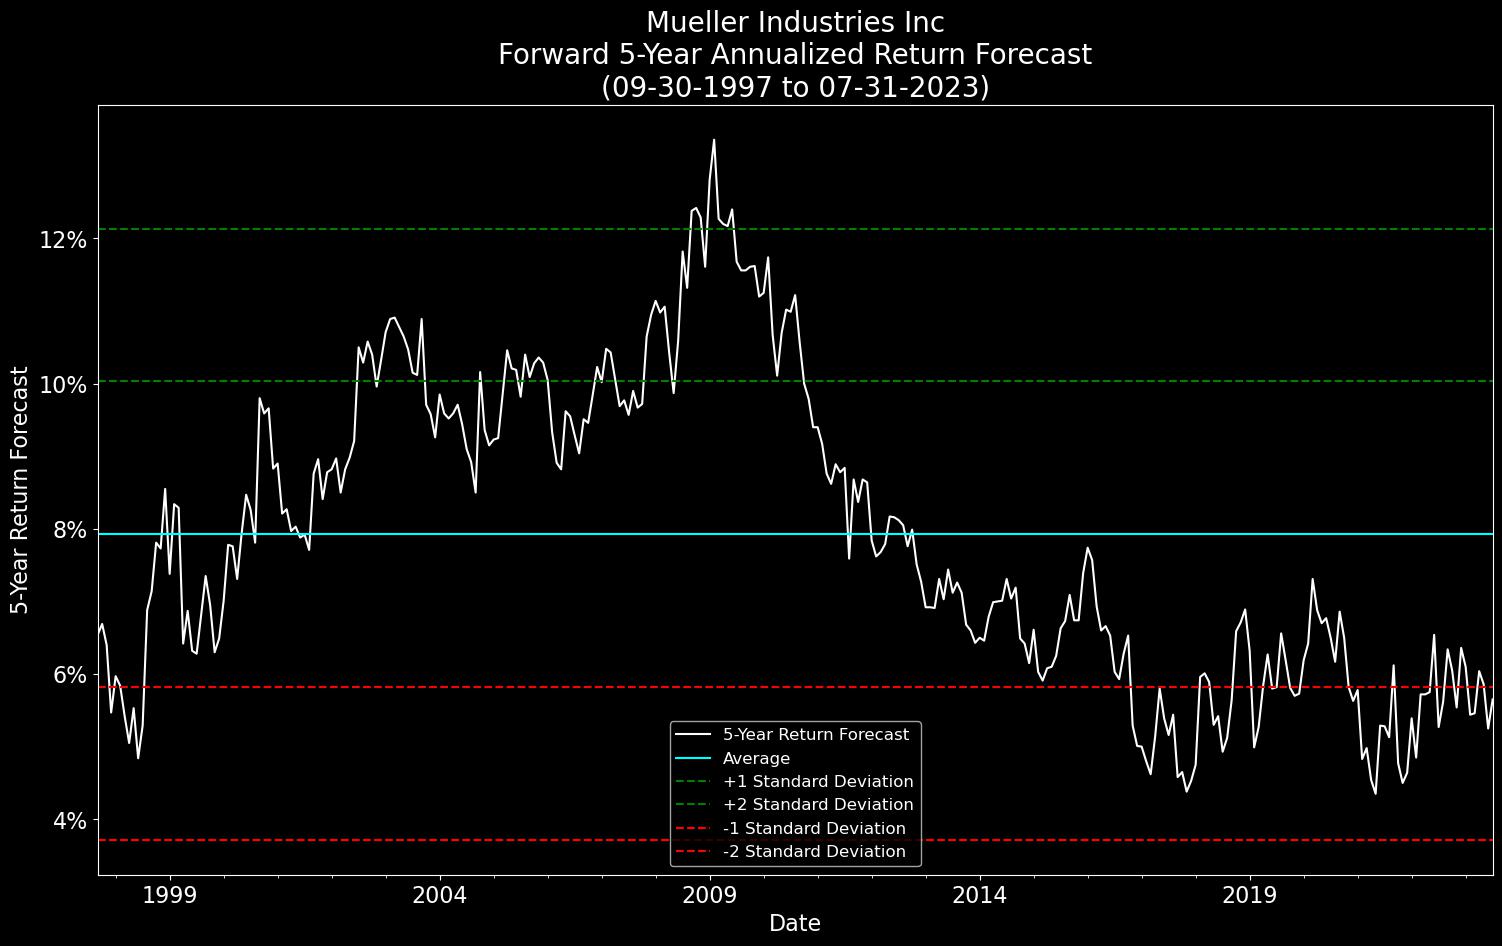 Mueller Industries Inc
Forward 5-Year Annualized Return Forecast
(09-30-1997 to 07-31-2023)
5-Year Return Forecast
12%
10%
8%
6%
4%
5-Year Return Forecast
Average
+1 Standard Deviation
+2 Standard Deviation
-1 Standard Deviation
-2 Standard Deviation
1999 2004 2009 2014 2019
Date